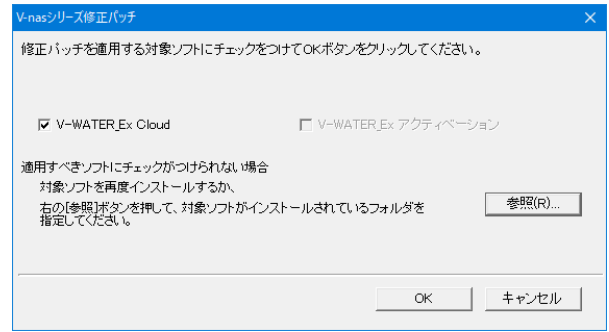 V-nasシリーズ修正パッチ
修正パッチを適用する対象ソフトにチェックをつけてOKボタンをクリックしてください。
V-WATER_Ex Cloud
V-WATER_Ex アクティベーション
適用すべきソフトにチェックがつけられない場合
対象ソフトを再度インストールするか、
右の[参照]ボタンを押して、対象ソフトがインストールされているフォルダを
指定してください。
参照(R)...
OK
キャンセル